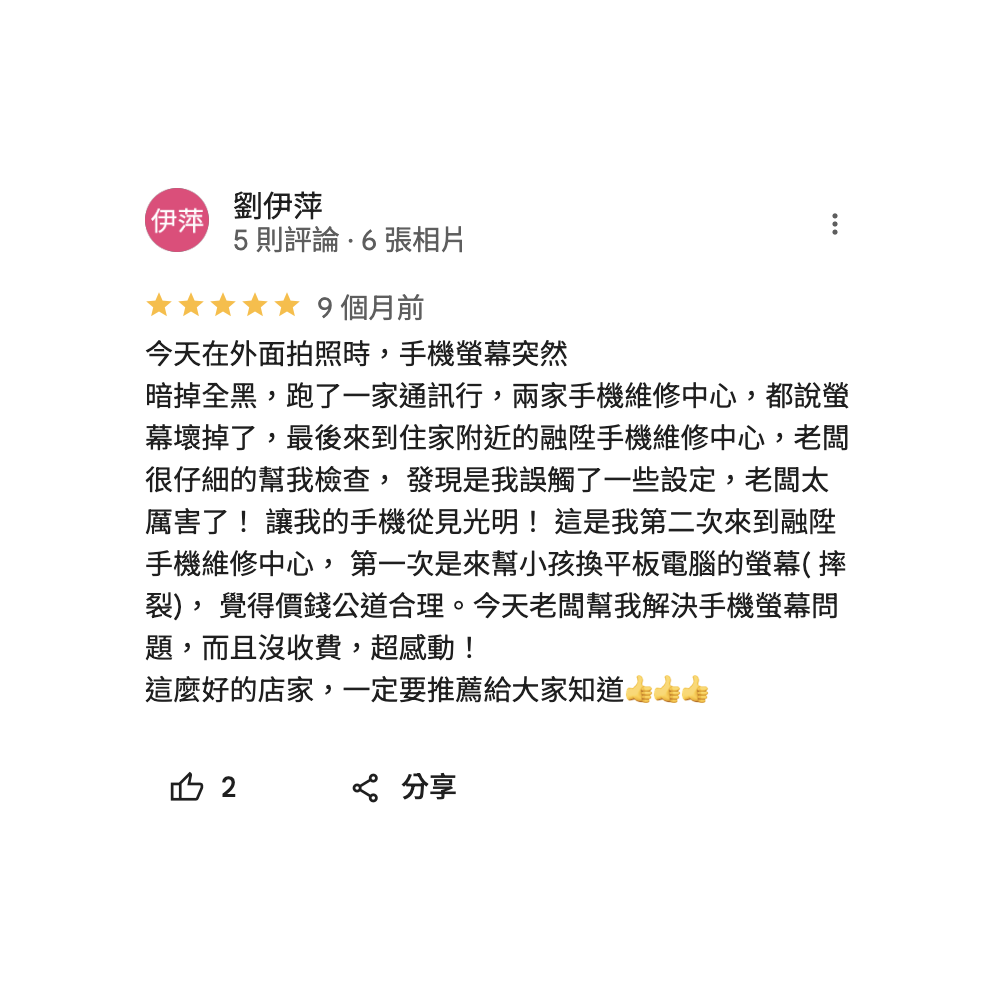 伊萍
劉伊萍
5 則評論 · 6 張相片
9 個月前
今天在外面拍照時，手機螢幕突然
暗掉全黑，跑了一家通訊行，兩家手機維修中心，都說螢
幕壞掉了，最後來到住家附近的融陞手機維修中心，老闆
很仔細的幫我檢查， 發現是我誤觸了一些設定，老闆太
厲害了！ 讓我的手機從見光明！ 這是我第二次來到融陞
手機維修中心， 第一次是來幫小孩換平板電腦的螢幕( 摔
裂)， 覺得價錢公道合理。今天老闆幫我解決手機螢幕問
題，而且沒收費，超感動！
這麼好的店家，一定要推薦給大家知道👍👍👍
2
分享